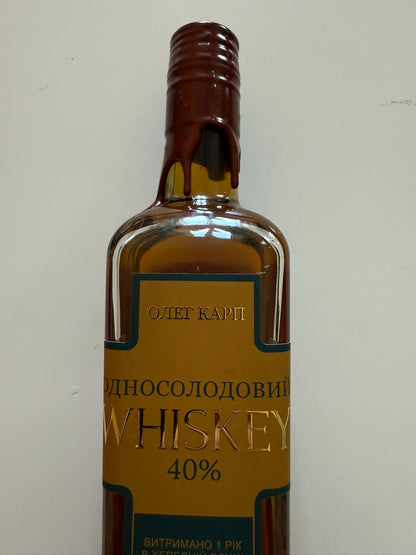 ОЛЕГ КАРП
ОДНОСОЛОДОВИЙ
WHISKEY
40%
ВИТРИМАНО 1 РІК
В